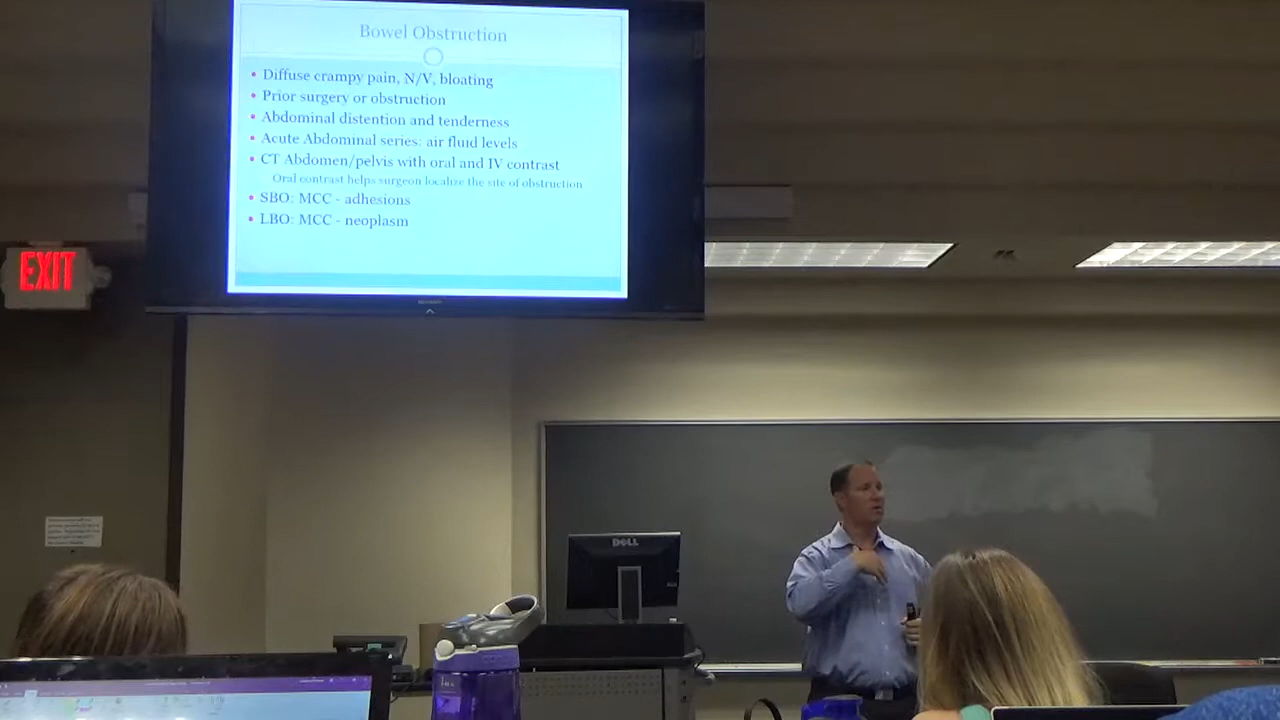 Bowel Obstruction
• Diffuse crampy pain, N/V, bloating
• Prior surgery or obstruction
• Abdominal distention and tenderness
• Acute Abdominal series: air fluid levels
• CT Abdomen/pelvis with oral and IV contrast
Oral contrast helps surgeon localize the site of obstruction
• SBO: MCC - adhesions
• LBO: MCC - neoplasm
EXIT
DELL